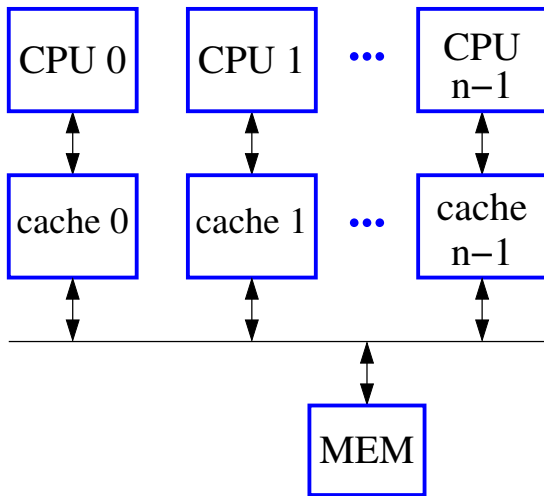 CPU 0
CPU 1
...
CPU
n−1
cache 0
cache 1
...
cache
n−1
MEM